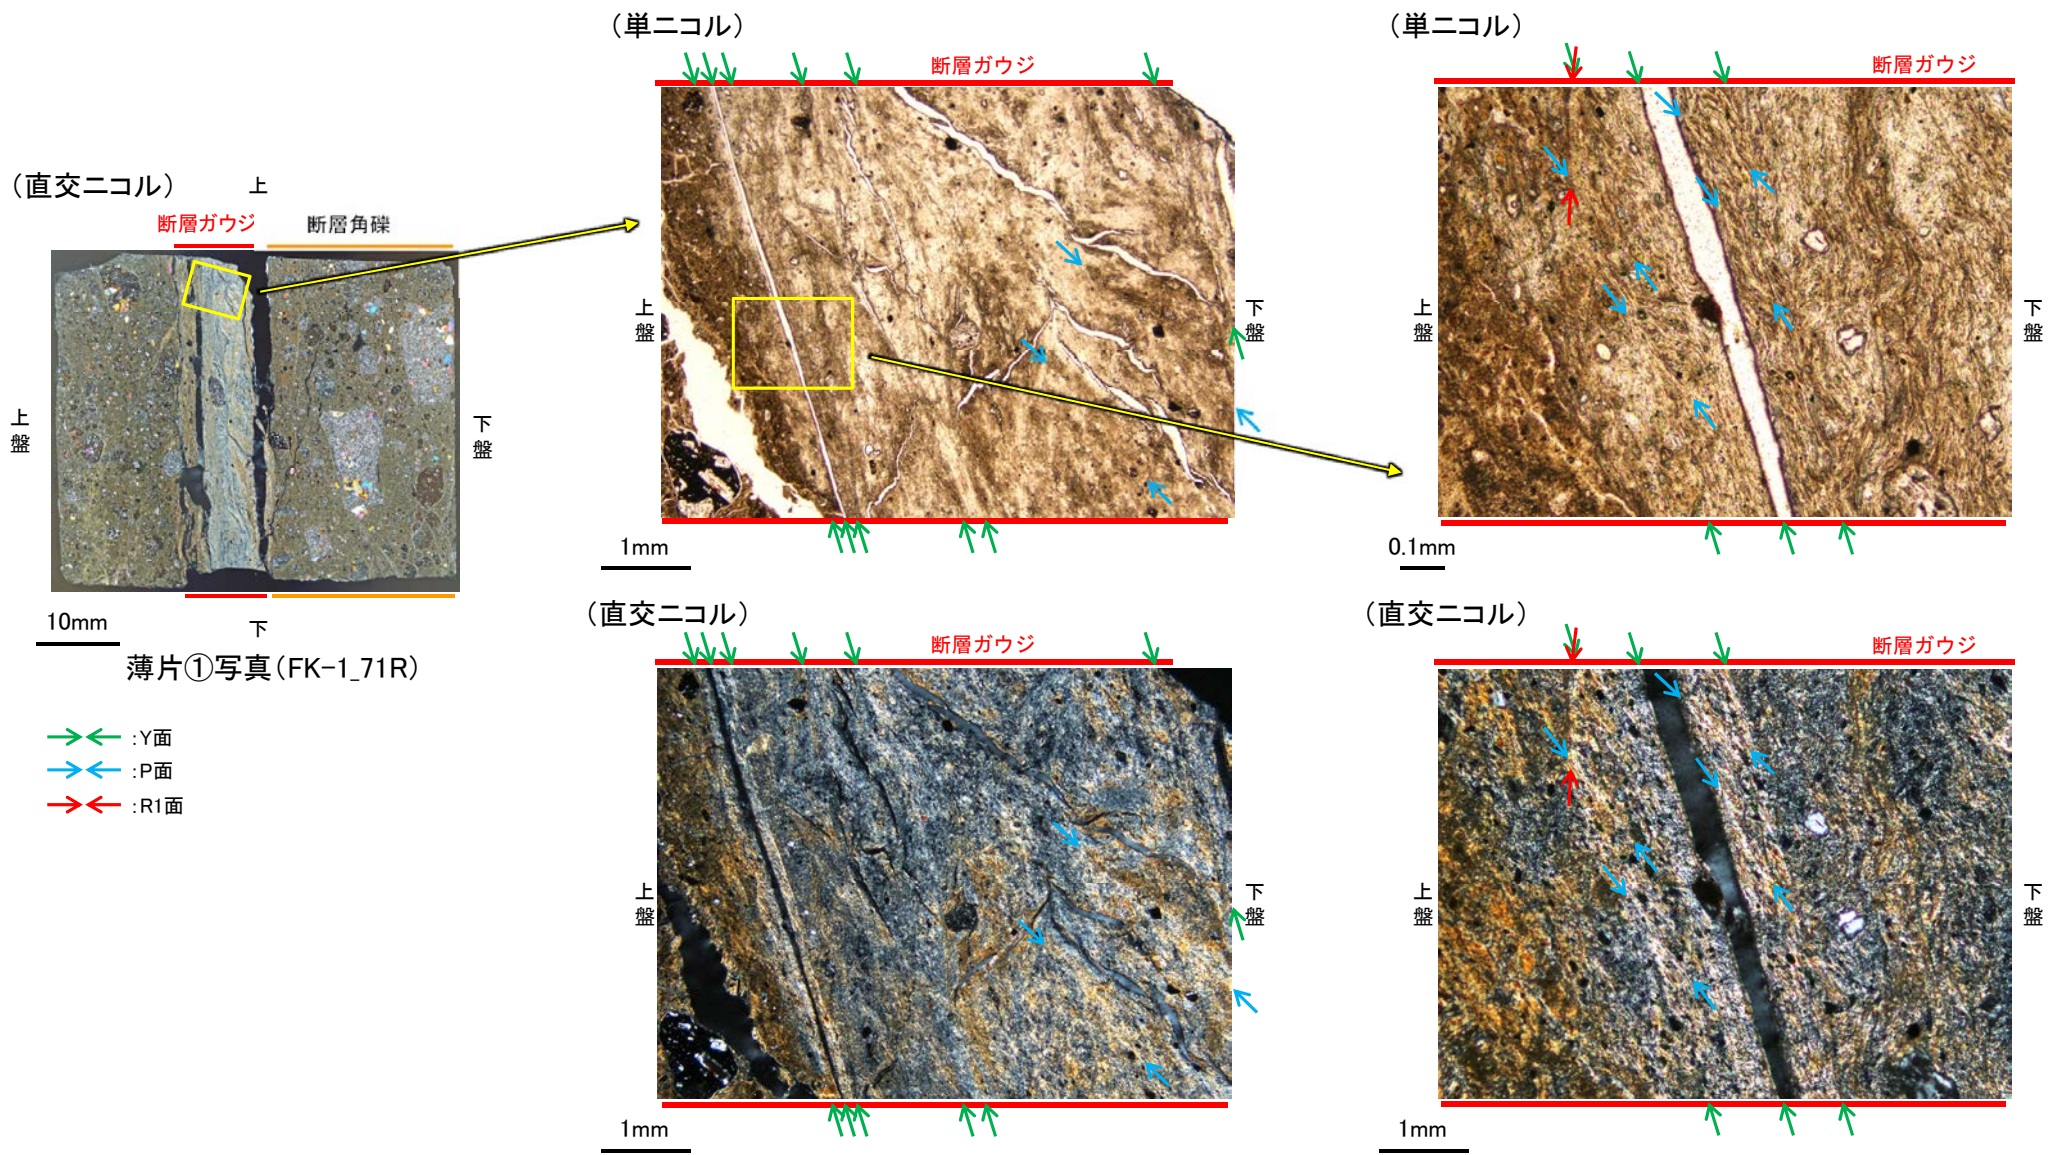 (直交ニコル)
上
断層ガウジ
断層角礫
上盤
下盤
10mm
下
薄片①写真(FK-1_71R)
:Y面
:P面
:R1面
(単ニコル)
断層ガウジ
上盤
下盤
1mm
(単ニコル)
断層ガウジ
上盤
下盤
0.1mm
(直交ニコル)
断層ガウジ
上盤
下盤
1mm
(直交ニコル)
断層ガウジ
上盤
下盤
1mm